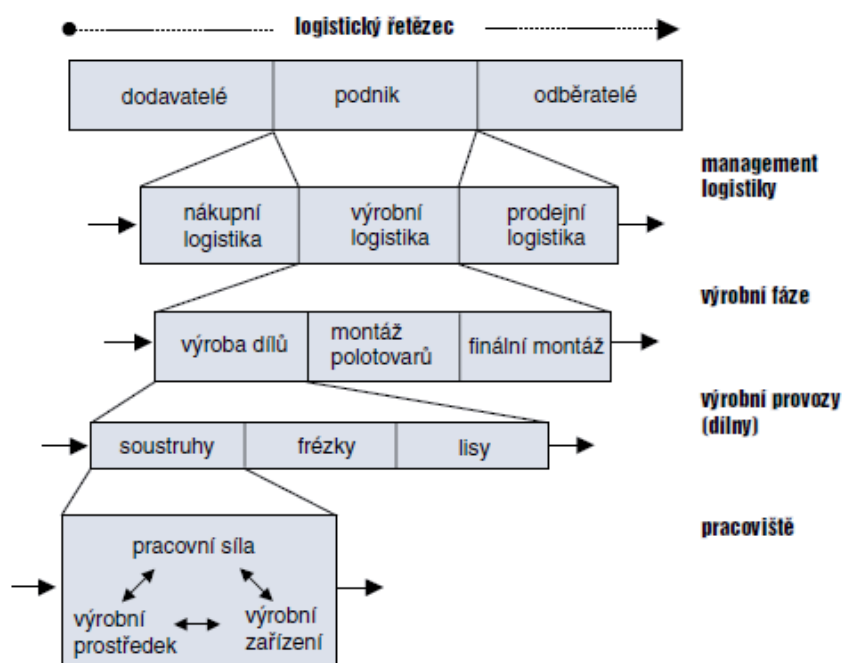 logistický řetězec
dodavatelé
podnik
odběratelé
management
logistiky
nákupní
logistika
výrobní
logistika
prodejní
logistika
výrobní fáze
výroba dílů
montáž
polotovarů
finální montáž
výrobní provozy
(dílny)
soustruhy
frézky
lisy
pracoviště
pracovní síla
výrobní
prostředek
výrobní
zařízení